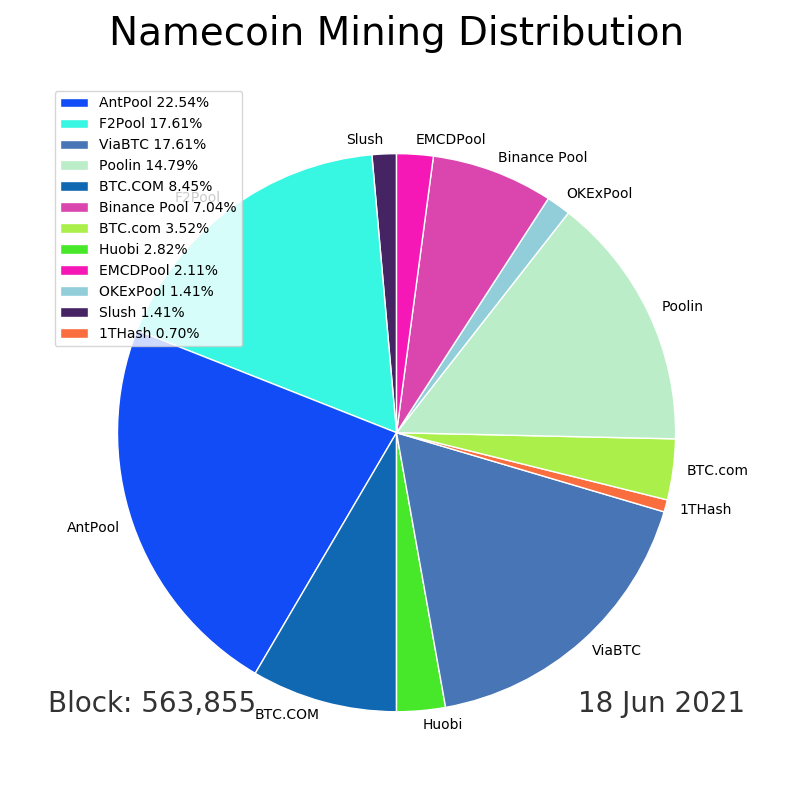 Namecoin Mining Distribution
AntPool 22.54%
F2Pool 17.61%
ViaBTC 17.61%
Poolin 14.79%
BTC.COM 8.45%
Binance Pool 7.04%
BTC.com 3.52%
Huobi 2.82%
EMCDPool 2.11%
OKExPool 1.41%
Slush 1.41%
1THash 0.70%
Slush
EMCDPool
Binance Pool
OKExPool
F2Pool
Poolin
BTC.com
1THash
AntPool
ViaBTC
Block: 563,855
18 Jun 2021
BTC.COM
Huobi